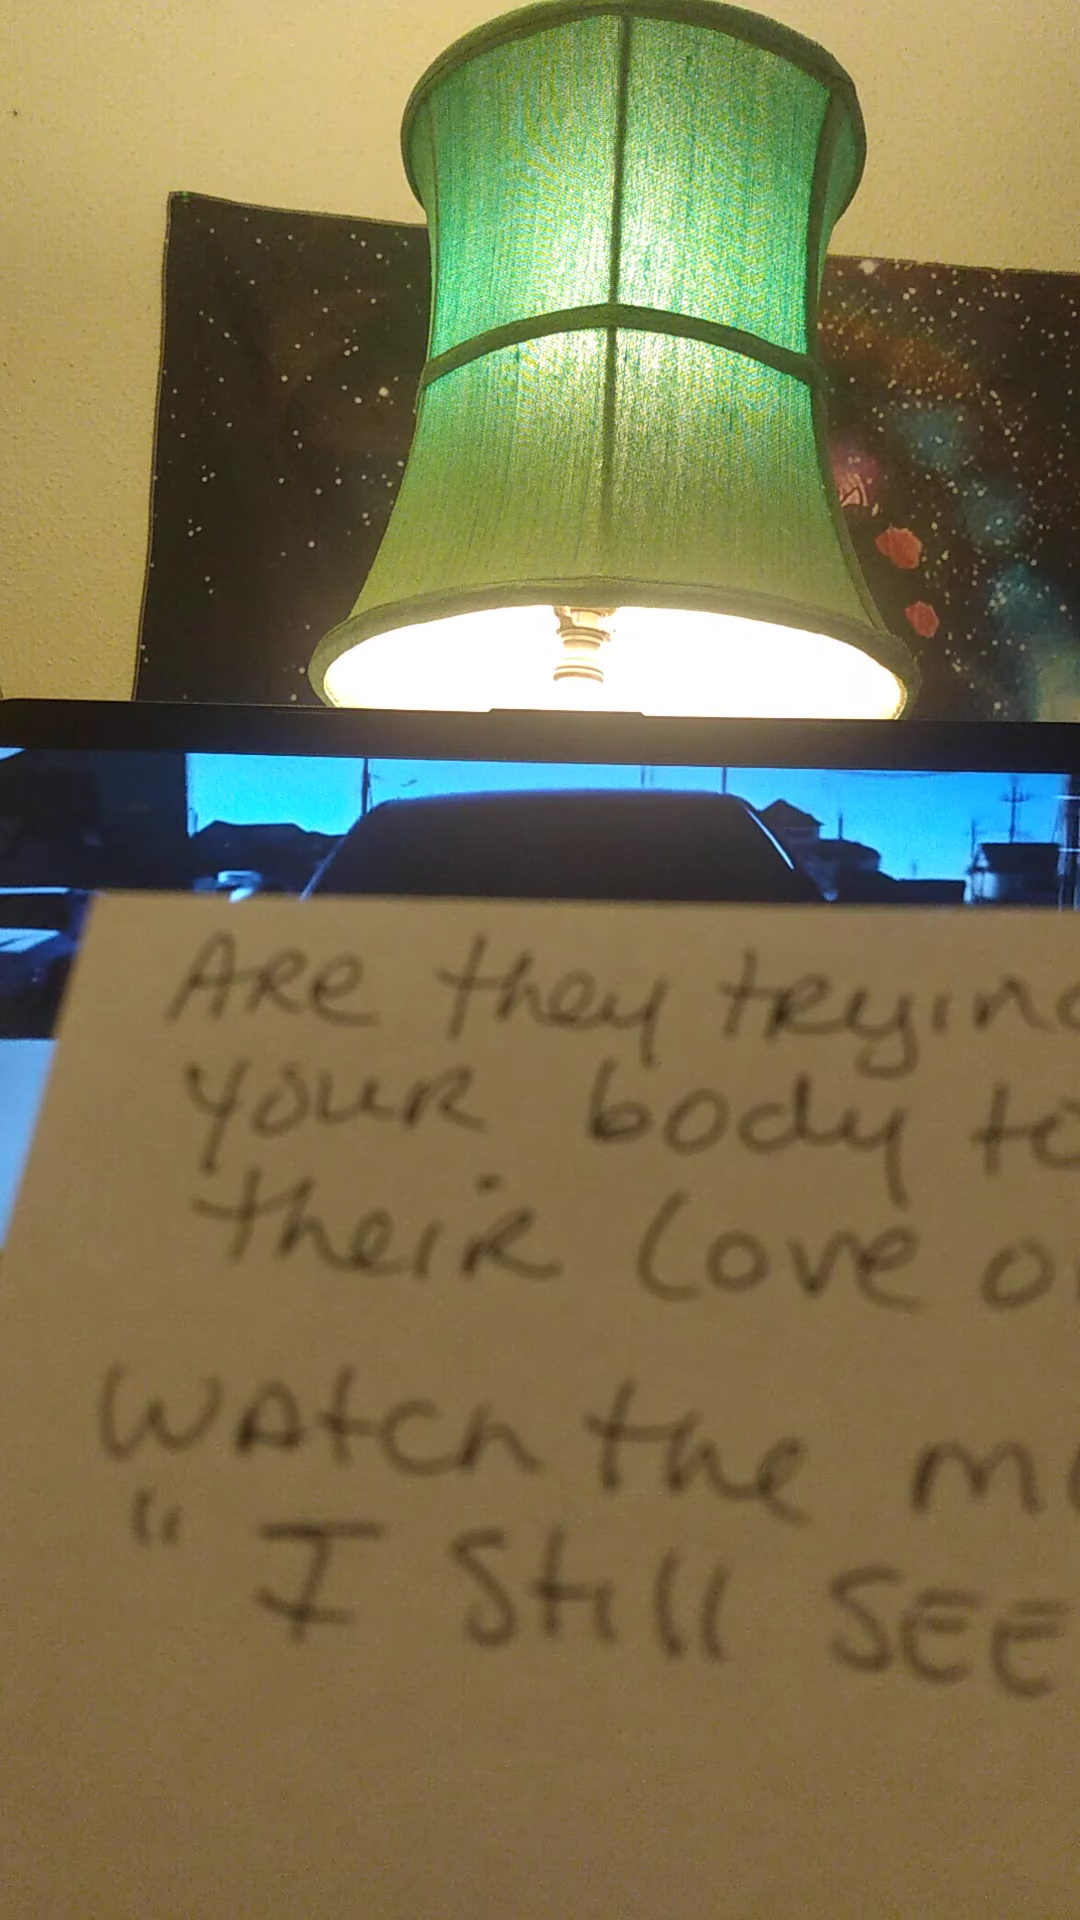 ARE they trying
your body to
their love o
WAtch the m
"I Still SEE